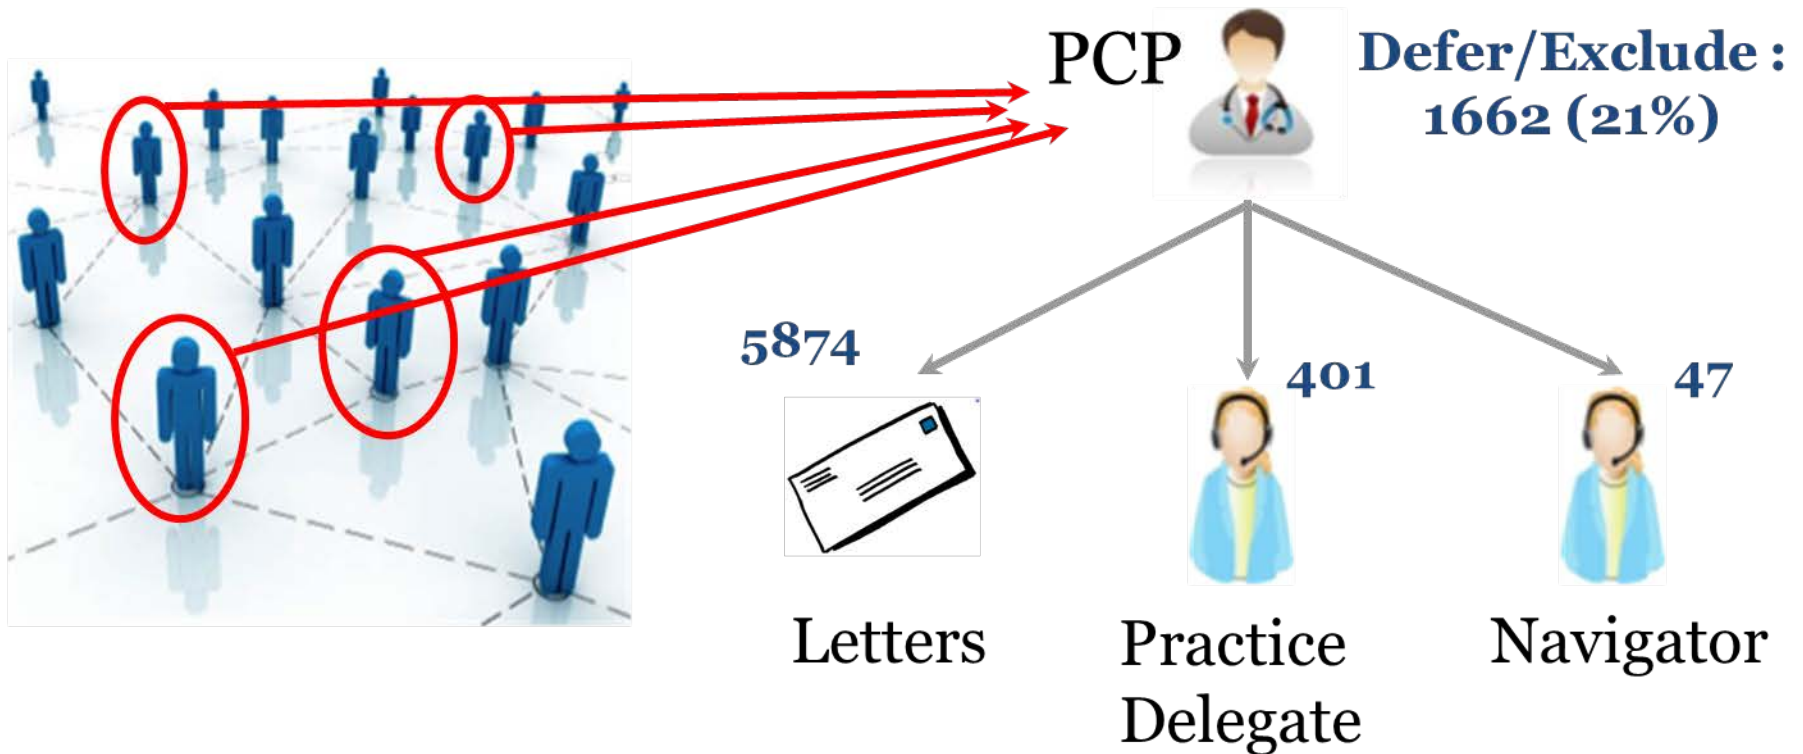 PCP
Defer/Exclude :
1662 (21%)
5874
401
47
Letters
Practice
Delegate
Navigator